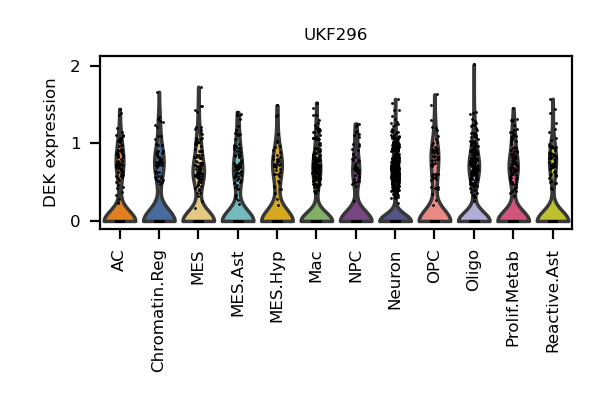 UKF296
DEK expression
2
1
0
AC
Chromatin.Reg
MES
MES.Ast
MES.Hyp
Mac
NPC
Neuron
OPC
Oligo
Prolif.Metab
Reactive.Ast